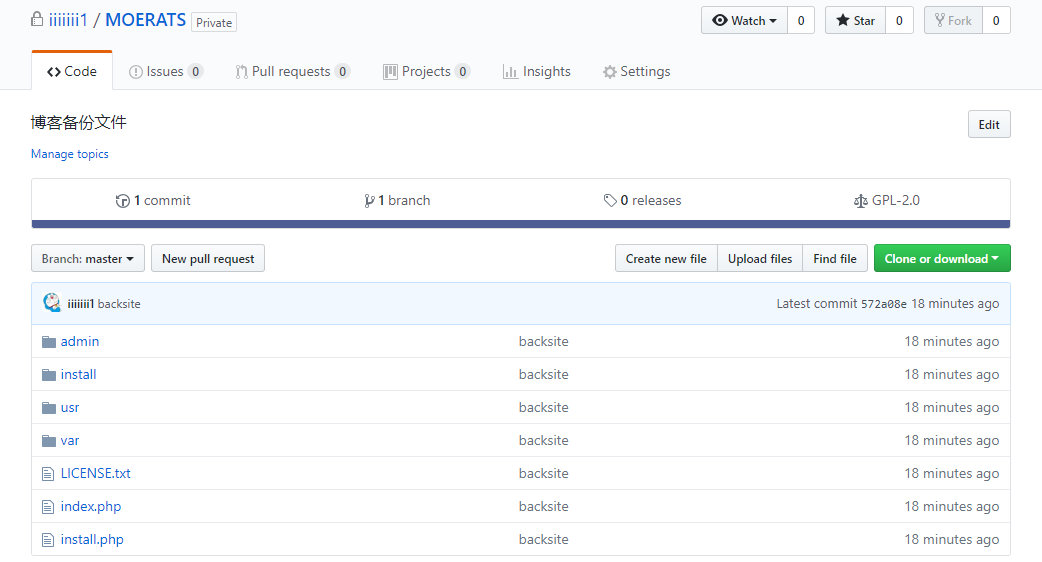 iiiiiii1 / MOERATS Private Watch 0 Star 0 Fork 0
Code Issues 0 Pull requests 0 Projects 0 Insights Settings
博客备份文件 Edit
Manage topics
1 commit 1 branch 0 releases GPL-2.0
Branch: master New pull request Create new file Upload files Find file Clone or download
iiiiiii1 backsite Latest commit 572a08e 18 minutes ago
admin backsite 18 minutes ago
install backsite 18 minutes ago
usr backsite 18 minutes ago
var backsite 18 minutes ago
LICENSE.txt backsite 18 minutes ago
index.php backsite 18 minutes ago
install.php backsite 18 minutes ago